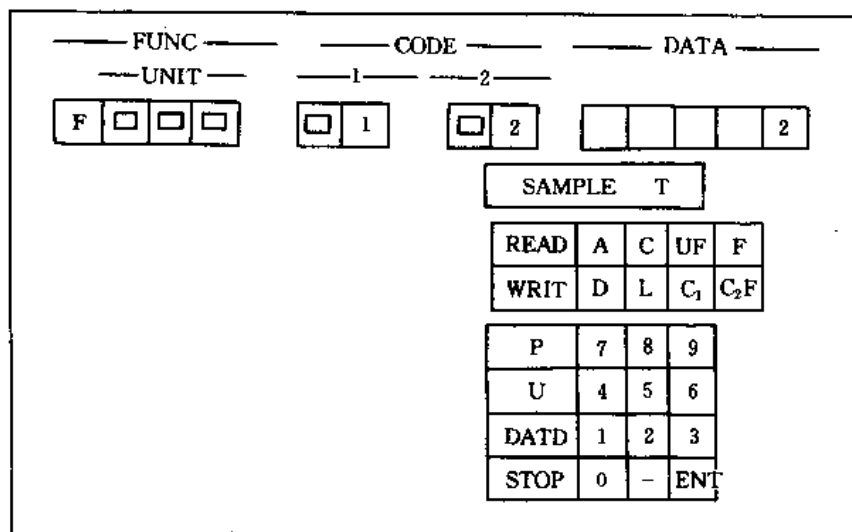 FUNC CODE DATA
UNIT 1 2
F 1 2 2
SAMPLE T
READ A C UF F
WRIT D L C₁ C₂F
P 7 8 9
U 4 5 6
DATD 1 2 3
STOP 0 – ENT